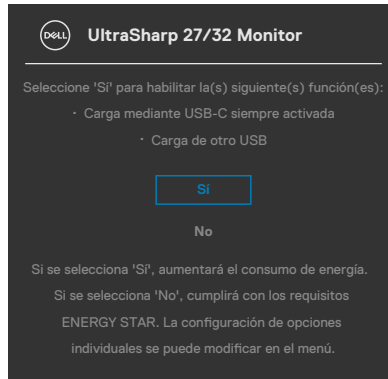 DELL
UltraSharp 27/32 Monitor
Seleccione 'Sí' para habilitar la(s) siguiente(s) función(es):
· Carga mediante USB-C siempre activada
· Carga de otro USB
Sí
No
Si se selecciona 'Sí', aumentará el consumo de energía.
Si se selecciona 'No', cumplirá con los requisitos
ENERGY STAR. La configuración de opciones
individuales se puede modificar en el menú.